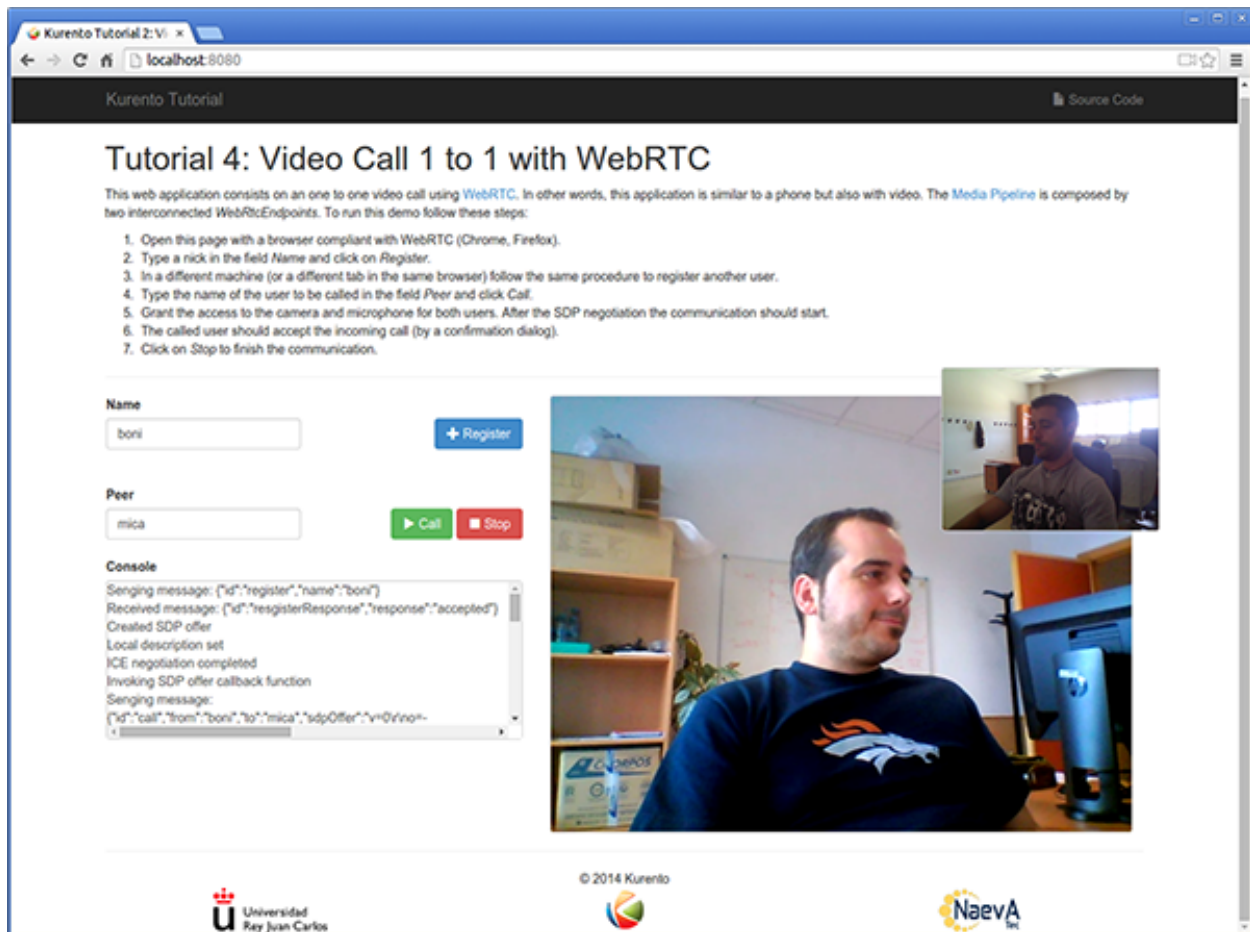 Kurento Tutorial 2: Vi
localhost:8080
Kurento Tutorial
Source Code
Tutorial 4: Video Call 1 to 1 with WebRTC
This web application consists on an one to one video call using WebRTC. In other words, this application is similar to a phone but also with video. The Media Pipeline is composed by
two interconnected WebRtcEndpoints. To run this demo follow these steps:
1. Open this page with a browser compliant with WebRTC (Chrome, Firefox).
2. Type a nick in the field Name and click on Register.
3. In a different machine (or a different tab in the same browser) follow the same procedure to register another user.
4. Type the name of the user to be called in the field Peer and click Call.
5. Grant the access to the camera and microphone for both users. After the SDP negotiation the communication should start.
6. The called user should accept the incoming call (by a confirmation dialog).
7. Click on Stop to finish the communication.
Name
boni
Register
Peer
mica
Call
Stop
Console
Senging message: {"id":"register","name":"boni"}
Received message: {"id":"resgisterResponse","response":"accepted"}
Created SDP offer
Local description set
ICE negotiation completed
Invoking SDP offer callback function
Senging message:
{"id":"call","from":"boni","to":"mica","sdpOffer":"v=0\r\no=-
© 2014 Kurento
Universidad
Rey Juan Carlos
NaevA
Tec